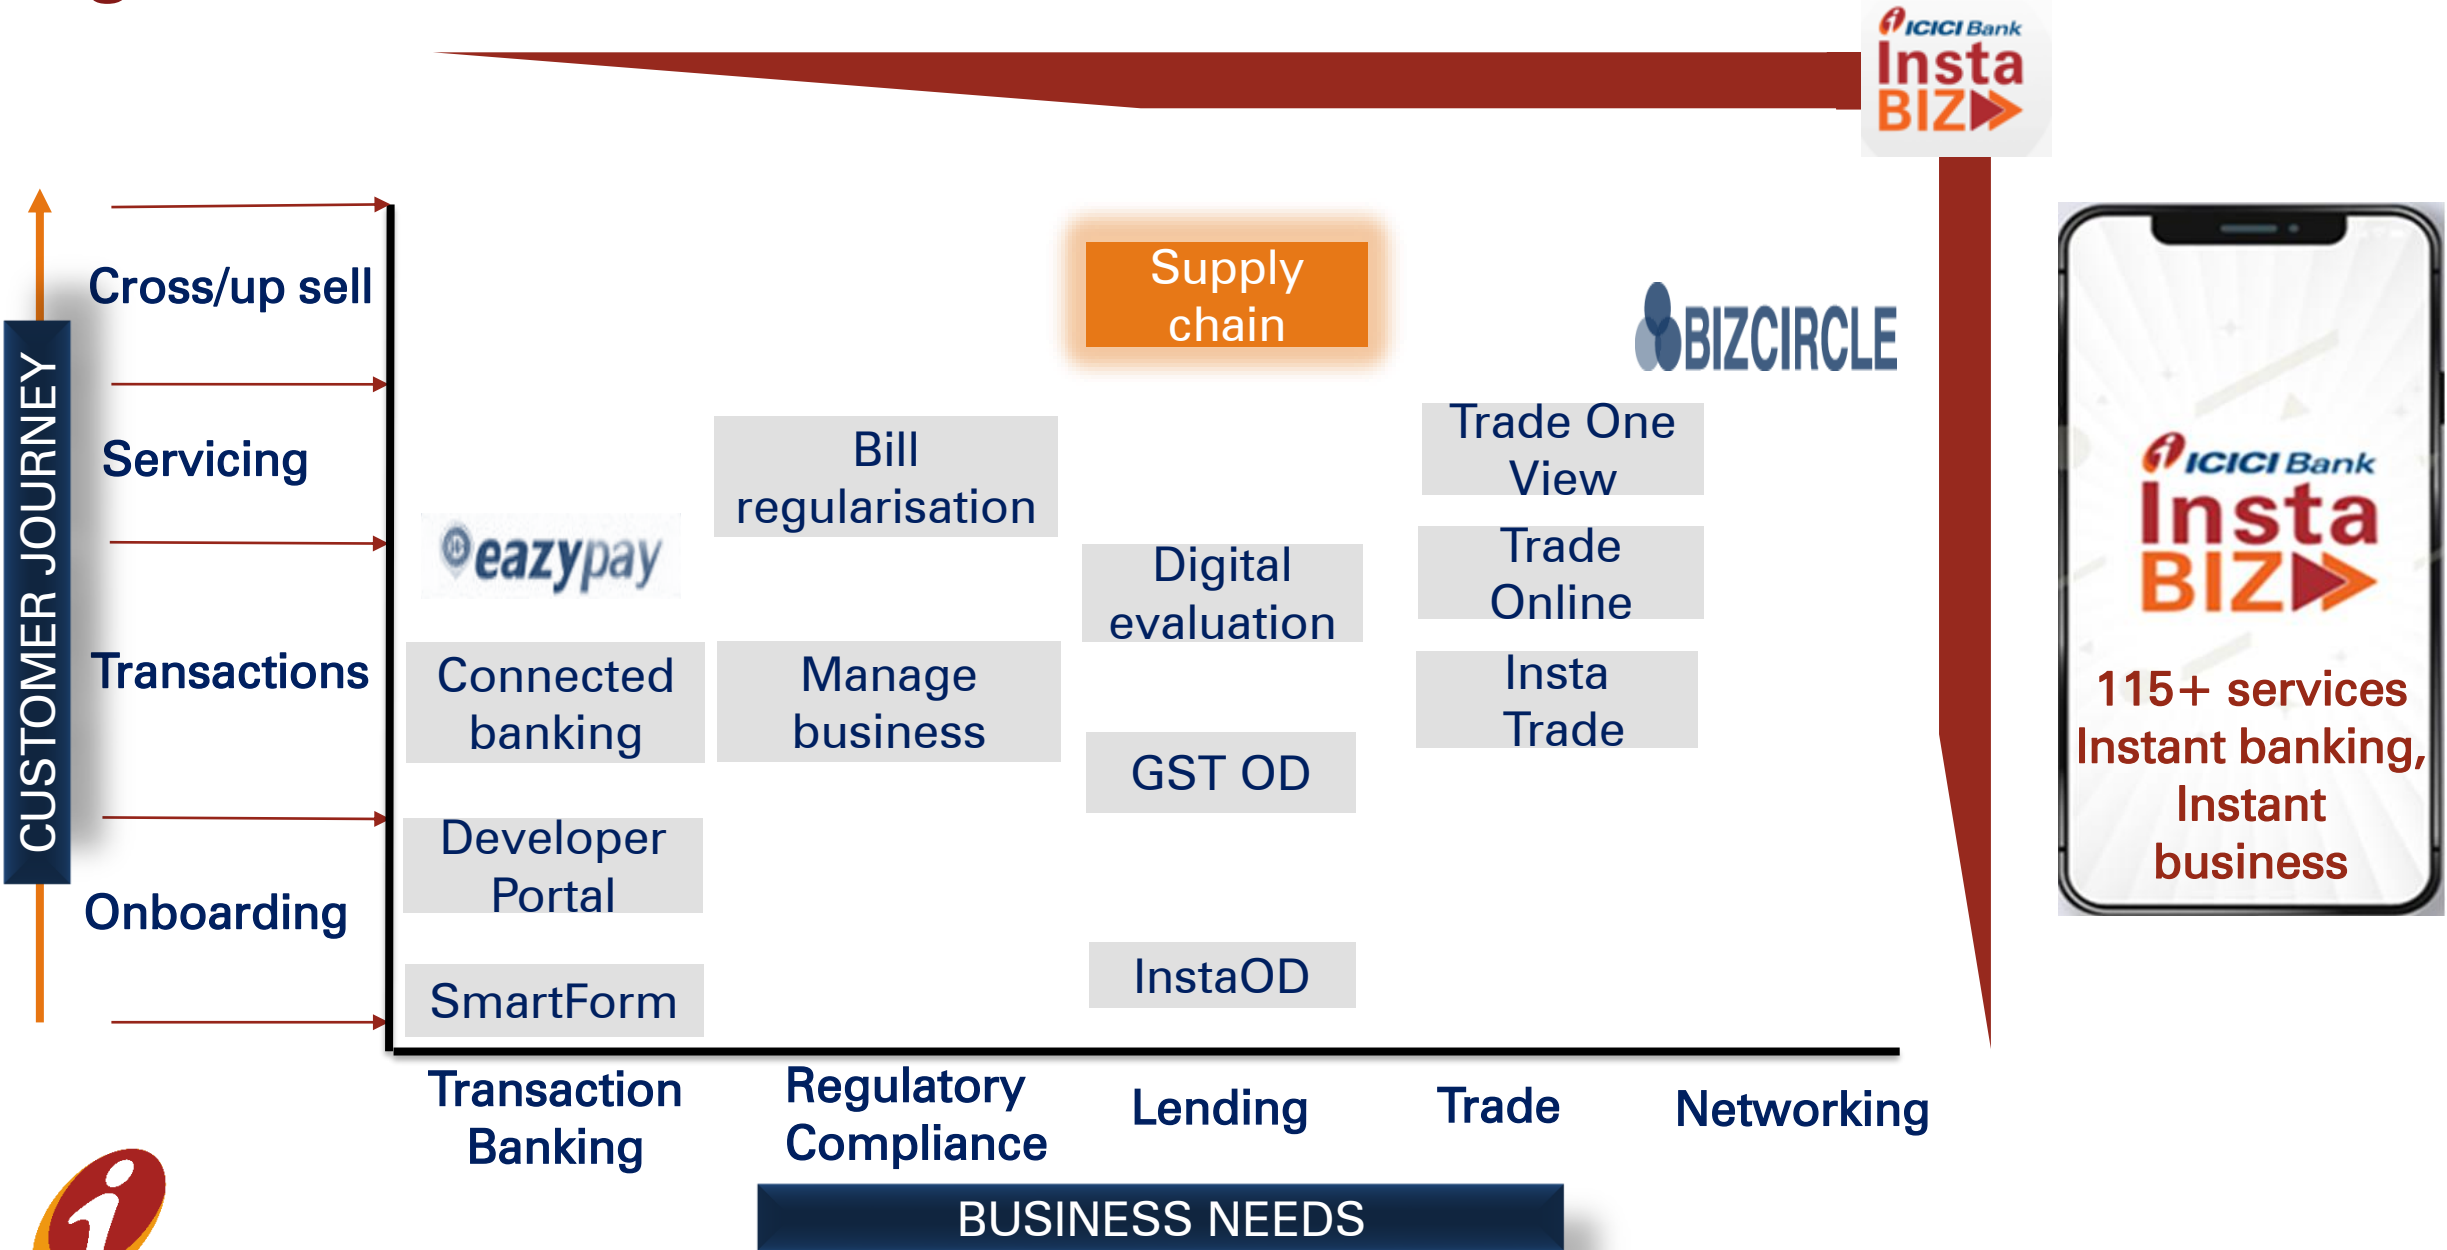 ICICI Bank
Insta
BIZ
CUSTOMER JOURNEY
Cross/up sell
Servicing
Transactions
Onboarding
Supply
chain
BIZCIRCLE
Bill
regularisation
Trade One
View
eazypay
Digital
evaluation
Trade
Online
Connected
banking
Manage
business
Insta
Trade
GST OD
Developer
Portal
InstaOD
SmartForm
Transaction
Banking
Regulatory
Compliance
Lending
Trade
Networking
BUSINESS NEEDS
ICICI Bank
Insta
BIZ
115+ services
Instant banking,
Instant
business